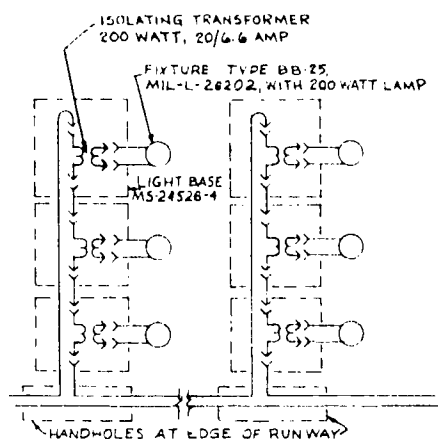 ISOLATING TRANSFORMER
200 WATT, 20/6.6 AMP
FIXTURE TYPE BB-25,
MIL-L-26202, WITH 200 WATT LAMP
LIGHT BASE
MS-24526-4
HANDHOLES AT EDGE OF RUNWAY